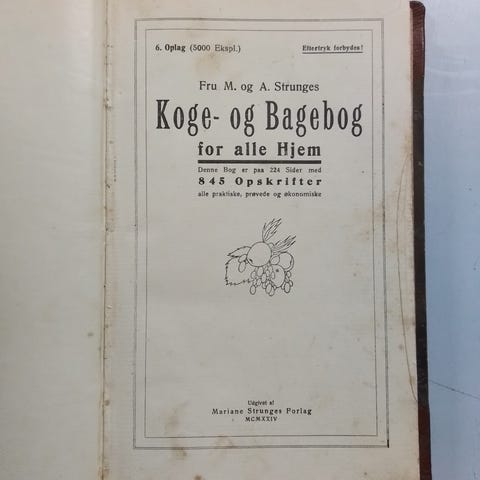 6. Oplag (5000 Ekspl.) Eftertryk forbydes!
Fru M. og A. Strunges
Koge- og Bagebog
for alle Hjem
Denne Bog er paa 224 Sider med
845 Opskrifter
alle praktiske, prøvede og økonomiske
Udgivet af
Mariane Strunges Forlag
MCMXXIV